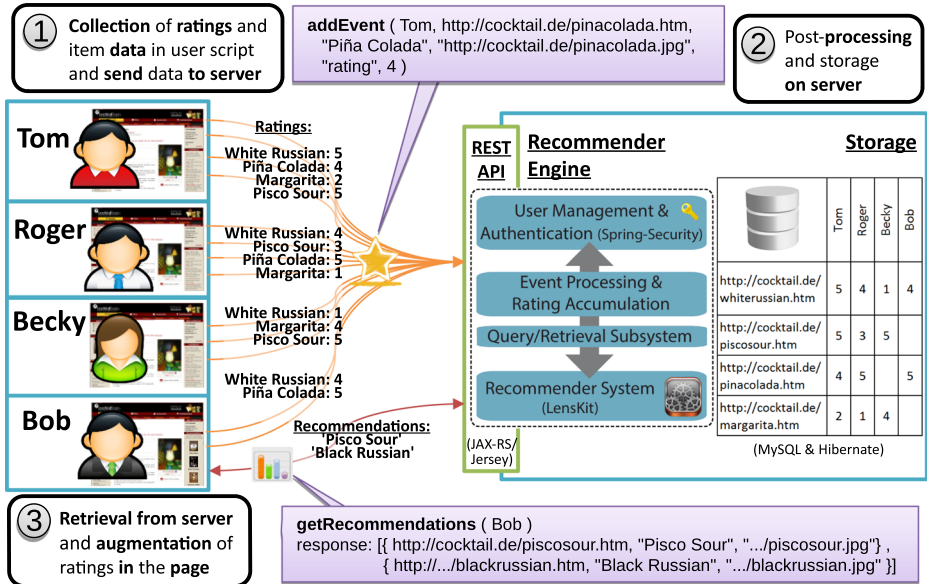 1
Collection of ratings and
item data in user script
and send data to server
addEvent ( Tom, http://cocktail.de/pinacolada.htm,
"Piña Colada", "http://cocktail.de/pinacolada.jpg",
"rating", 4 )
2
Post-processing
and storage
on server
Tom
Roger
Becky
Bob
Ratings:
White Russian: 5
Piña Colada: 4
Margarita: 2
Pisco Sour: 5
White Russian: 4
Pisco Sour: 3
Piña Colada: 5
Margarita: 1
White Russian: 1
Margarita: 4
Pisco Sour: 5
White Russian: 4
Piña Colada: 5
Recommendations:
'Pisco Sour'
'Black Russian'
REST
API
(JAX-RS/
Jersey)
Recommender
Engine
User Management &
Authentication (Spring-Security)
Event Processing &
Rating Accumulation
Query/Retrieval Subsystem
Recommender System
(LensKit)
Storage
Tom Roger Becky Bob
http://cocktail.de/
whiterussian.htm 5 4 1 4
http://cocktail.de/
piscosour.htm 5 3 5
http://cocktail.de/
pinacolada.htm 4 5 5
http://cocktail.de/
margarita.htm 2 1 4
(MySQL & Hibernate)
3
Retrieval from server
and augmentation of
ratings in the page
getRecommendations ( Bob )
response: [{ http://cocktail.de/piscosour.htm, "Pisco Sour", ".../piscosour.jpg"} ,
{ http://.../blackrussian.htm, "Black Russian", ".../blackrussian.jpg" }]